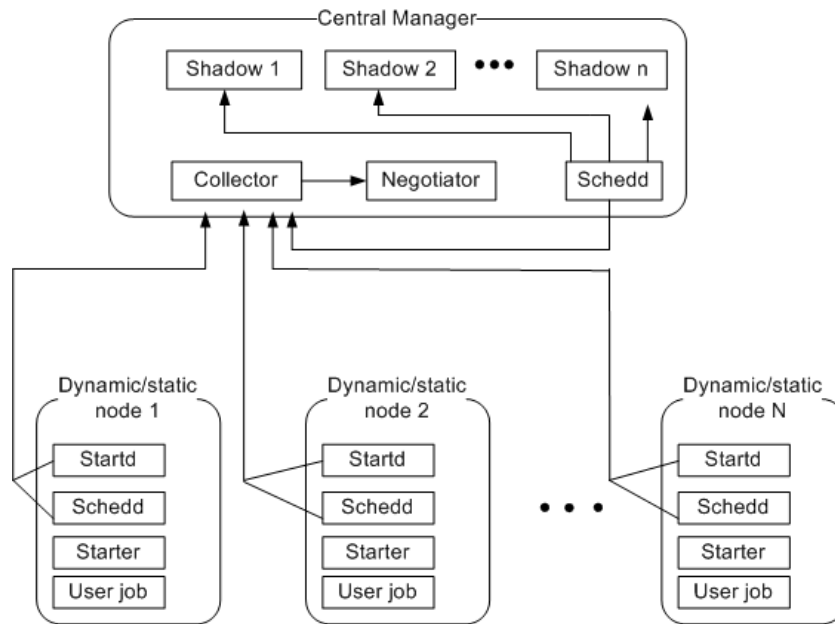 Central Manager
Shadow 1
Shadow 2
Shadow n
Collector
Negotiator
Schedd
Dynamic/static
node 1
Startd
Schedd
Starter
User job
Dynamic/static
node 2
Startd
Schedd
Starter
User job
Dynamic/static
node N
Startd
Schedd
Starter
User job